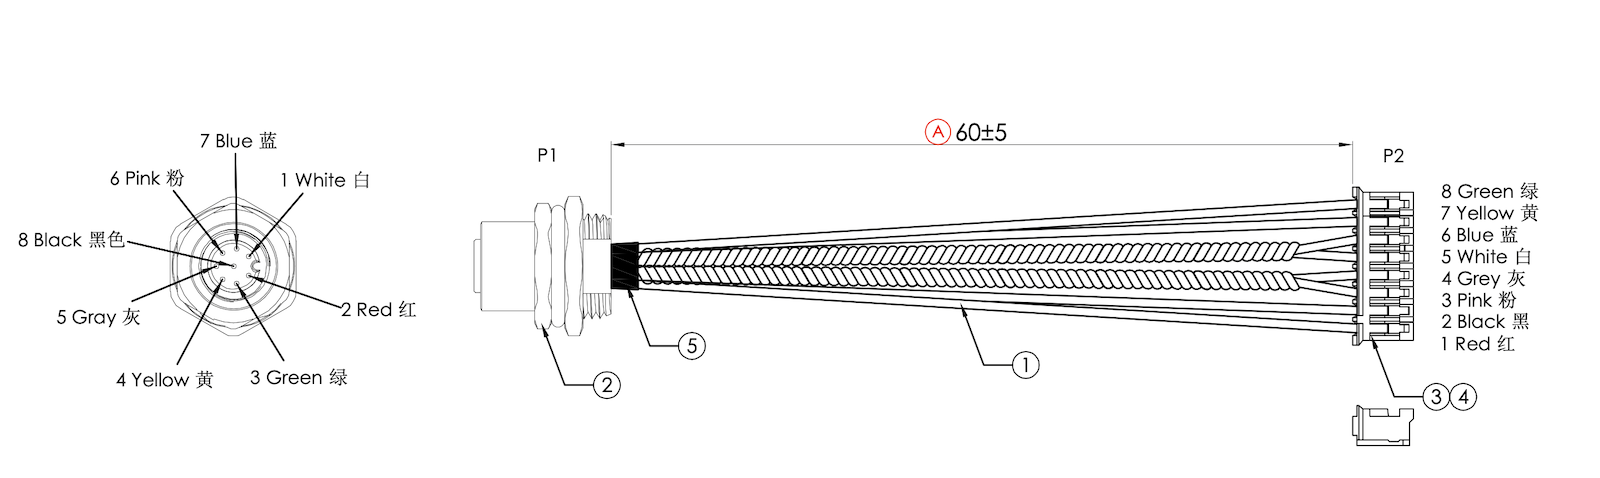 A 60±5
7 Blue 蓝
P1
P2
6 Pink 粉
1 White 白
8 Black 黑色
5 Gray 灰
2 Red 红
4 Yellow 黄
3 Green 绿
8 Green 绿
7 Yellow 黄
6 Blue 蓝
5 White 白
4 Grey 灰
3 Pink 粉
2 Black 黑
1 Red 红
5
1
2
3 4